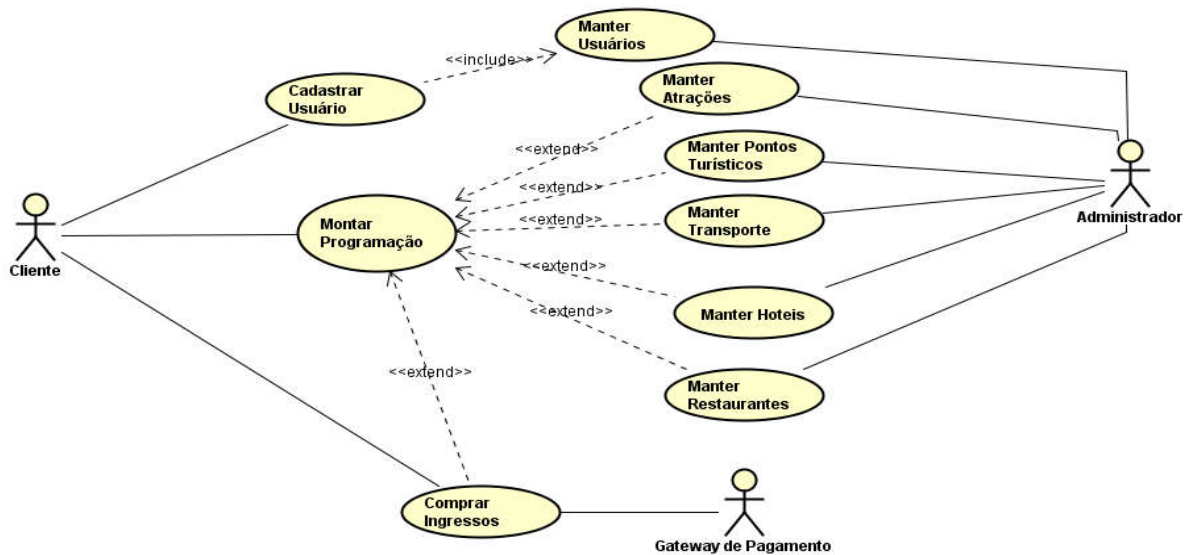 Manter
Usuários
<<include>>
Cadastrar
Usuário
Manter
Atrações
<<extend>>
Manter Pontos
Turísticos
<<extend>>
Montar
Programação
<<extend>>
Manter
Transporte
Cliente
Administrador
<<extend>>
Manter Hoteis
<<extend>>
<<extend>>
Manter
Restaurantes
Comprar
Ingressos
Gateway de Pagamento